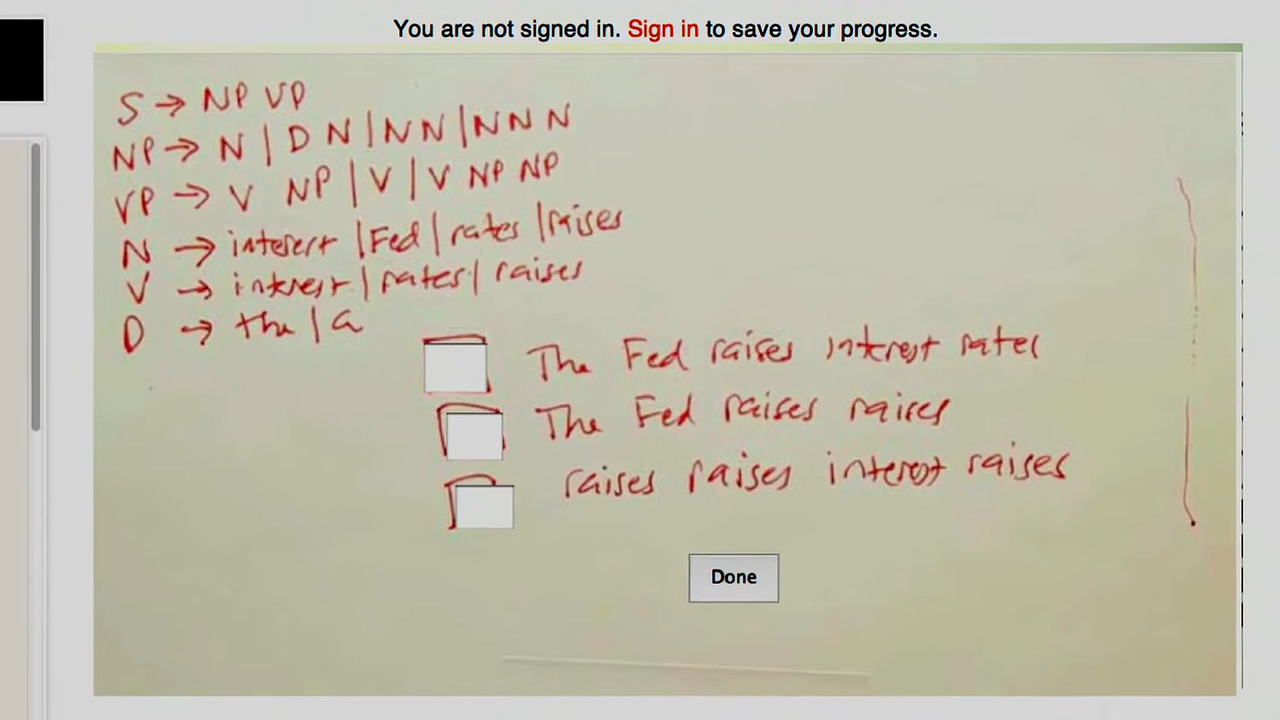 You are not signed in. Sign in to save your progress.
S → NP VP
NP → N | D N | N N | N N N
VP → V NP | V | V NP NP
N → interest | Fed | rates | raises
V → interest | rates | raises
D → the | a
The Fed raises interest rates
The Fed raises raises
raises raises interest raises
Done